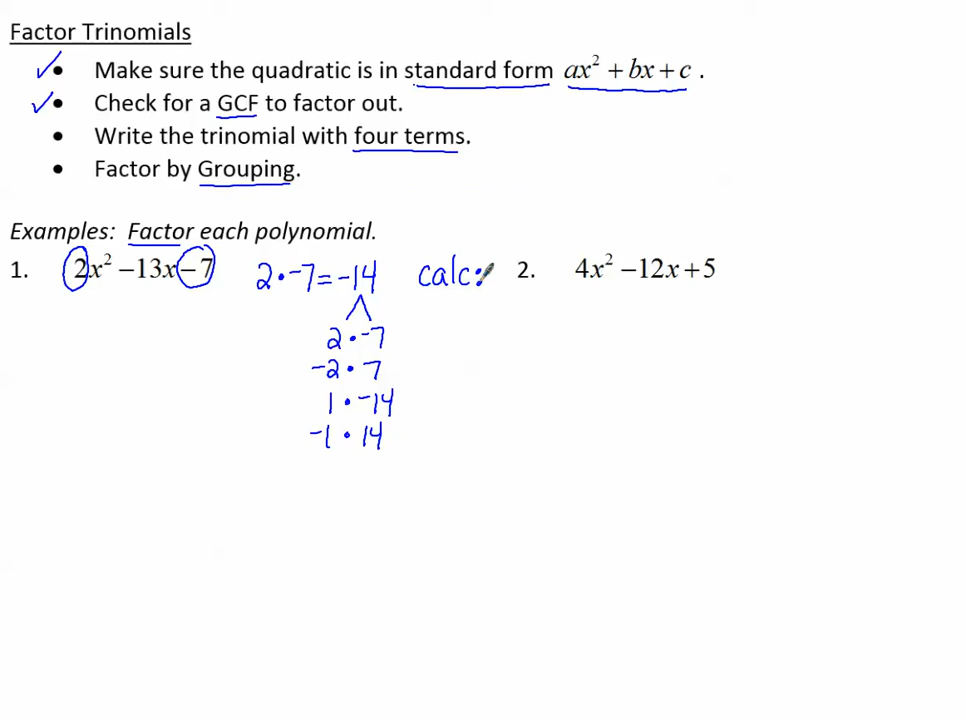 Factor Trinomials
• Make sure the quadratic is in standard form ax² + bx + c .
• Check for a GCF to factor out.
• Write the trinomial with four terms.
• Factor by Grouping.
Examples: Factor each polynomial.
1. 2x² −13x −7 2·-7=-14 calc: 2. 4x² −12x + 5
2 · -7
-2 · 7
1 · -14
-1 · 14